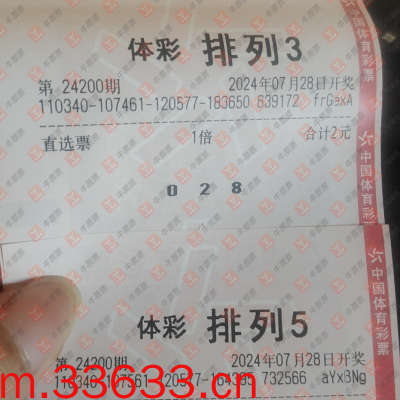 体彩 排列3
第 24200期 2024年07月28日开奖
110340-107461-120577-183650 639172 frGaxA
直选票 1倍 合计2元
0 2 8
中国体育彩票
体彩 排列5
第 24200期 2024年07月28日开奖
732566
中国体育彩票
m.33633.cn